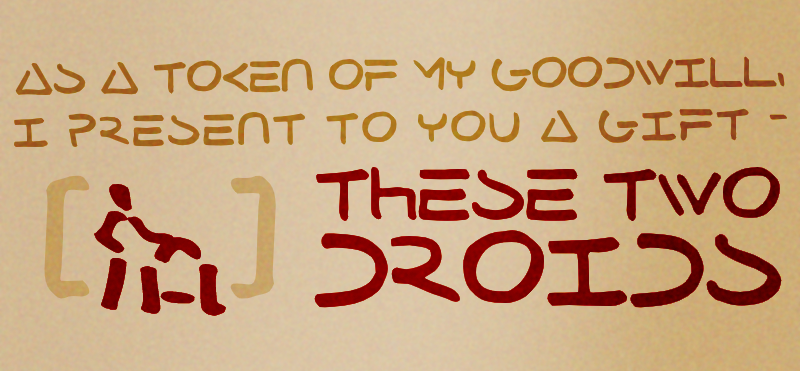 AS A TOKEN OF MY GOODWILL,
I PRESENT TO YOU A GIFT -
THESE TWO
DROIDS